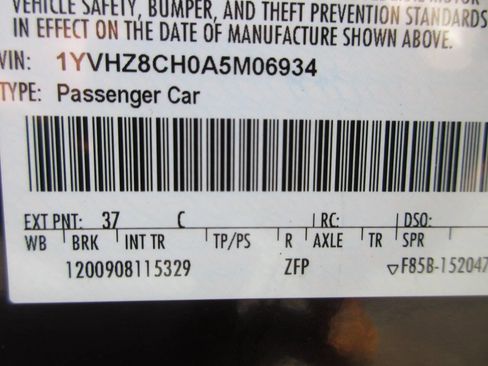 VEHICLE SAFETY, BUMPER, AND THEFT PREVENTION STANDARDS
IN EFFECT ON THE DATE OF MANUFACTURE SHOWN ABOVE.
VIN: 1YVHZ8CH0A5M06934
TYPE: Passenger Car
EXT PNT: 37 C RC: DSO:
WB BRK INT TR TP/PS R AXLE TR SPR
1200908115329 ZFP ▽F85B-152047